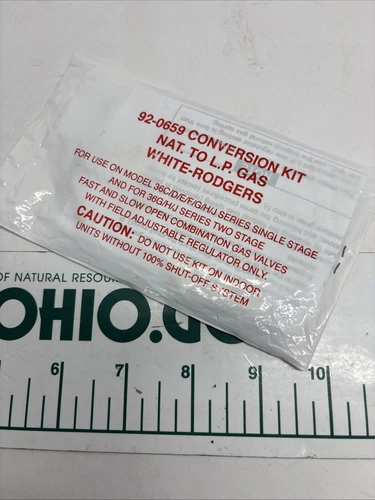 92-0659 CONVERSION KIT
NAT. TO L.P. GAS
WHITE-RODGERS
FOR USE ON MODEL 36C/D/E/F/G/H/J SERIES SINGLE STAGE
AND FOR 36G/H/J SERIES TWO STAGE
FAST AND SLOW OPEN COMBINATION GAS VALVES
WITH FIELD ADJUSTABLE REGULATOR ONLY.
CAUTION: DO NOT USE KIT ON INDOOR
UNITS WITHOUT 100% SHUT-OFF SYSTEM
OF NATURAL RESOU
OHIO.
6 7 8 9 10